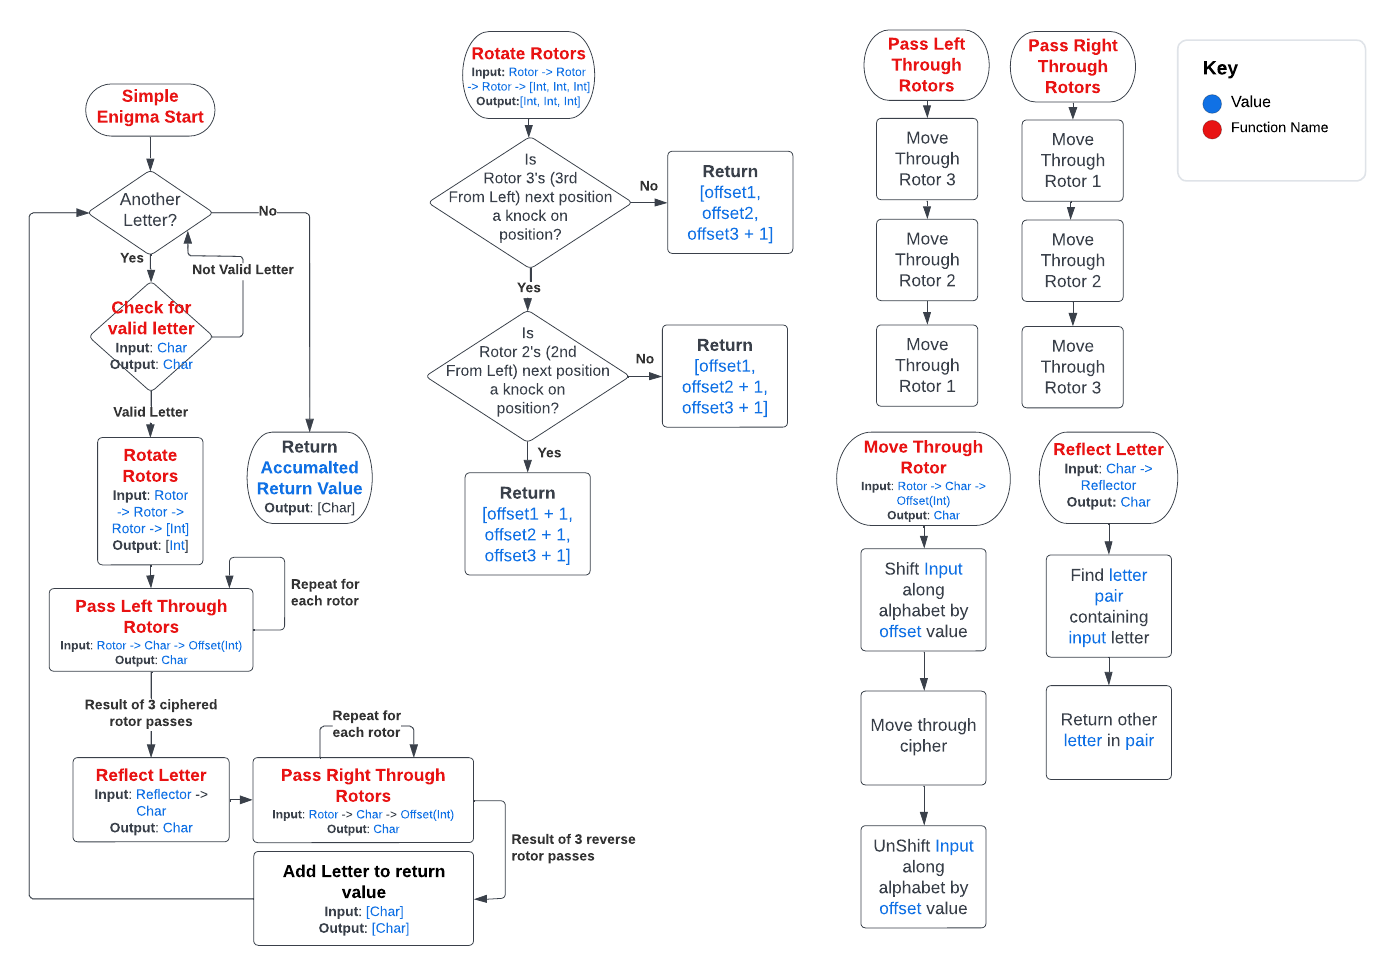 Simple
Enigma Start
Another
Letter?
No
Yes
Not Valid Letter
Check for
valid letter
Input: Char
Output: Char
Valid Letter
Rotate
Rotors
Input: Rotor
-> Rotor ->
Rotor -> [Int]
Output: [Int]
Return
Accumalted
Return Value
Output: [Char]
Repeat for
each rotor
Pass Left Through
Rotors
Input: Rotor -> Char -> Offset(Int)
Output: Char
Result of 3 ciphered
rotor passes
Reflect Letter
Input: Reflector ->
Char
Output: Char
Repeat for
each rotor
Pass Right Through
Rotors
Input: Rotor -> Char -> Offset(Int)
Output: Char
Result of 3 reverse
rotor passes
Add Letter to return
value
Input: [Char]
Output: [Char]
Rotate Rotors
Input: Rotor -> Rotor
-> Rotor -> [Int, Int, Int]
Output:[Int, Int, Int]
Is
Rotor 3's (3rd
From Left) next position
a knock on
position?
No
Return
[offset1,
offset2,
offset3 + 1]
Yes
Is
Rotor 2's (2nd
From Left) next position
a knock on
position?
No
Return
[offset1,
offset2 + 1,
offset3 + 1]
Yes
Return
[offset1 + 1,
offset2 + 1,
offset3 + 1]
Pass Left
Through
Rotors
Move
Through
Rotor 3
Move
Through
Rotor 2
Move
Through
Rotor 1
Pass Right
Through
Rotors
Move
Through
Rotor 1
Move
Through
Rotor 2
Move
Through
Rotor 3
Key
Value
Function Name
Move Through
Rotor
Input: Rotor -> Char ->
Offset(Int)
Output: Char
Shift Input
along
alphabet by
offset value
Move through
cipher
UnShift Input
along
alphabet by
offset value
Reflect Letter
Input: Char ->
Reflector
Output: Char
Find letter
pair
containing
input letter
Return other
letter in pair